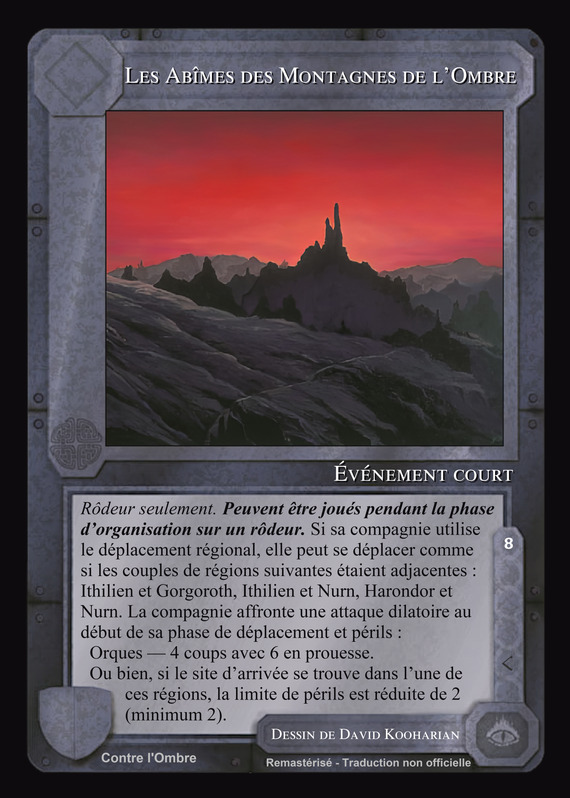 Les Abîmes des Montagnes de l'Ombre
Événement court
Rôdeur seulement. Peuvent être joués pendant la phase
d'organisation sur un rôdeur. Si sa compagnie utilise
le déplacement régional, elle peut se déplacer comme
si les couples de régions suivantes étaient adjacentes :
Ithilien et Gorgoroth, Ithilien et Nurn, Harondor et
Nurn. La compagnie affronte une attaque dilatoire au
début de sa phase de déplacement et périls :
Orques — 4 coups avec 6 en prouesse.
Ou bien, si le site d'arrivée se trouve dans l'une de
ces régions, la limite de périls est réduite de 2
(minimum 2).
8
Dessin de David Kooharian
Contre l'Ombre
Remastérisé - Traduction non officielle